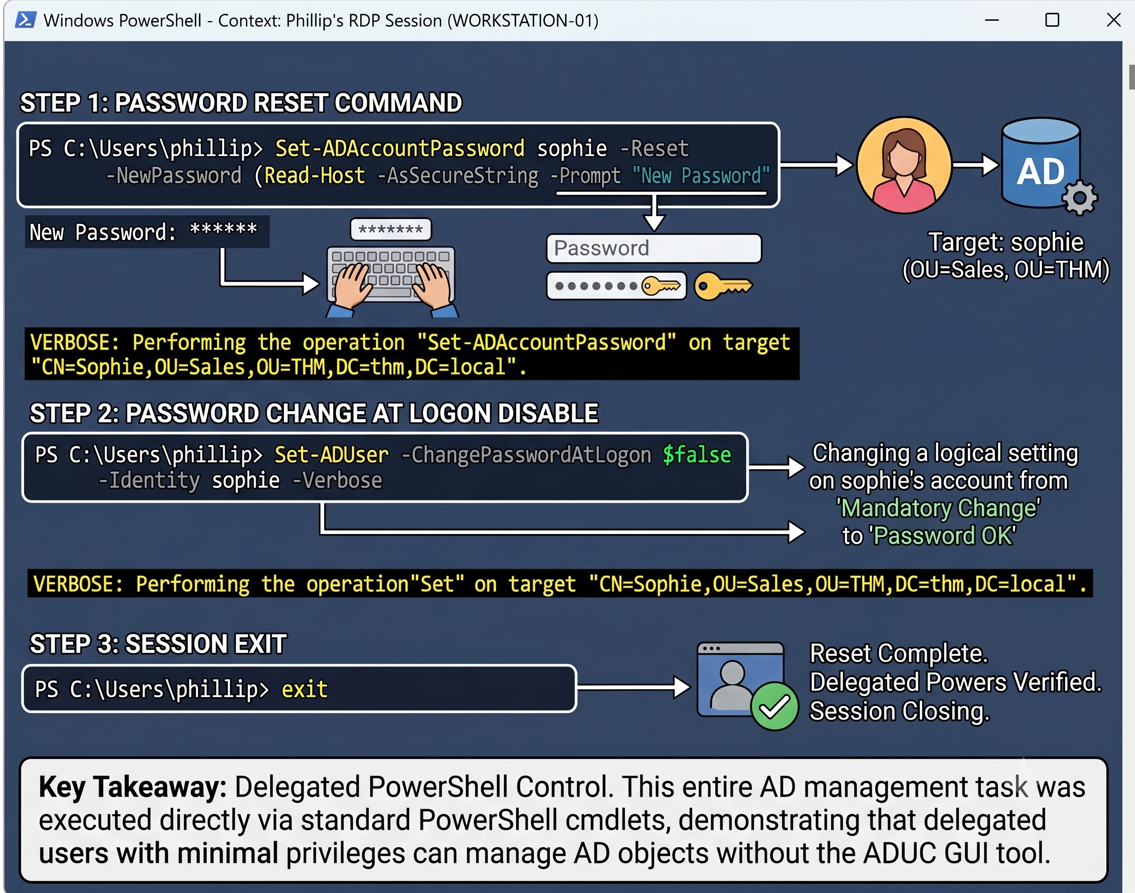 Windows PowerShell - Context: Phillip's RDP Session (WORKSTATION-01)
STEP 1: PASSWORD RESET COMMAND
PS C:\Users\phillip> Set-ADAccountPassword sophie -Reset
-NewPassword (Read-Host -AsSecureString -Prompt "New Password"
New Password: ******
*******
Password
AD
Target: sophie
(OU=Sales, OU=THM)
VERBOSE: Performing the operation "Set-ADAccountPassword" on target
"CN=Sophie,OU=Sales,OU=THM,DC=thm,DC=local".
STEP 2: PASSWORD CHANGE AT LOGON DISABLE
PS C:\Users\phillip> Set-ADUser -ChangePasswordAtLogon $false
-Identity sophie -Verbose
Changing a logical setting
on sophie's account from
'Mandatory Change'
to 'Password OK'
VERBOSE: Performing the operation"Set" on target "CN=Sophie,OU=Sales,OU=THM,DC=thm,DC=local".
STEP 3: SESSION EXIT
PS C:\Users\phillip> exit
Reset Complete.
Delegated Powers Verified.
Session Closing.
Key Takeaway: Delegated PowerShell Control. This entire AD management task was
executed directly via standard PowerShell cmdlets, demonstrating that delegated
users with minimal privileges can manage AD objects without the ADUC GUI tool.